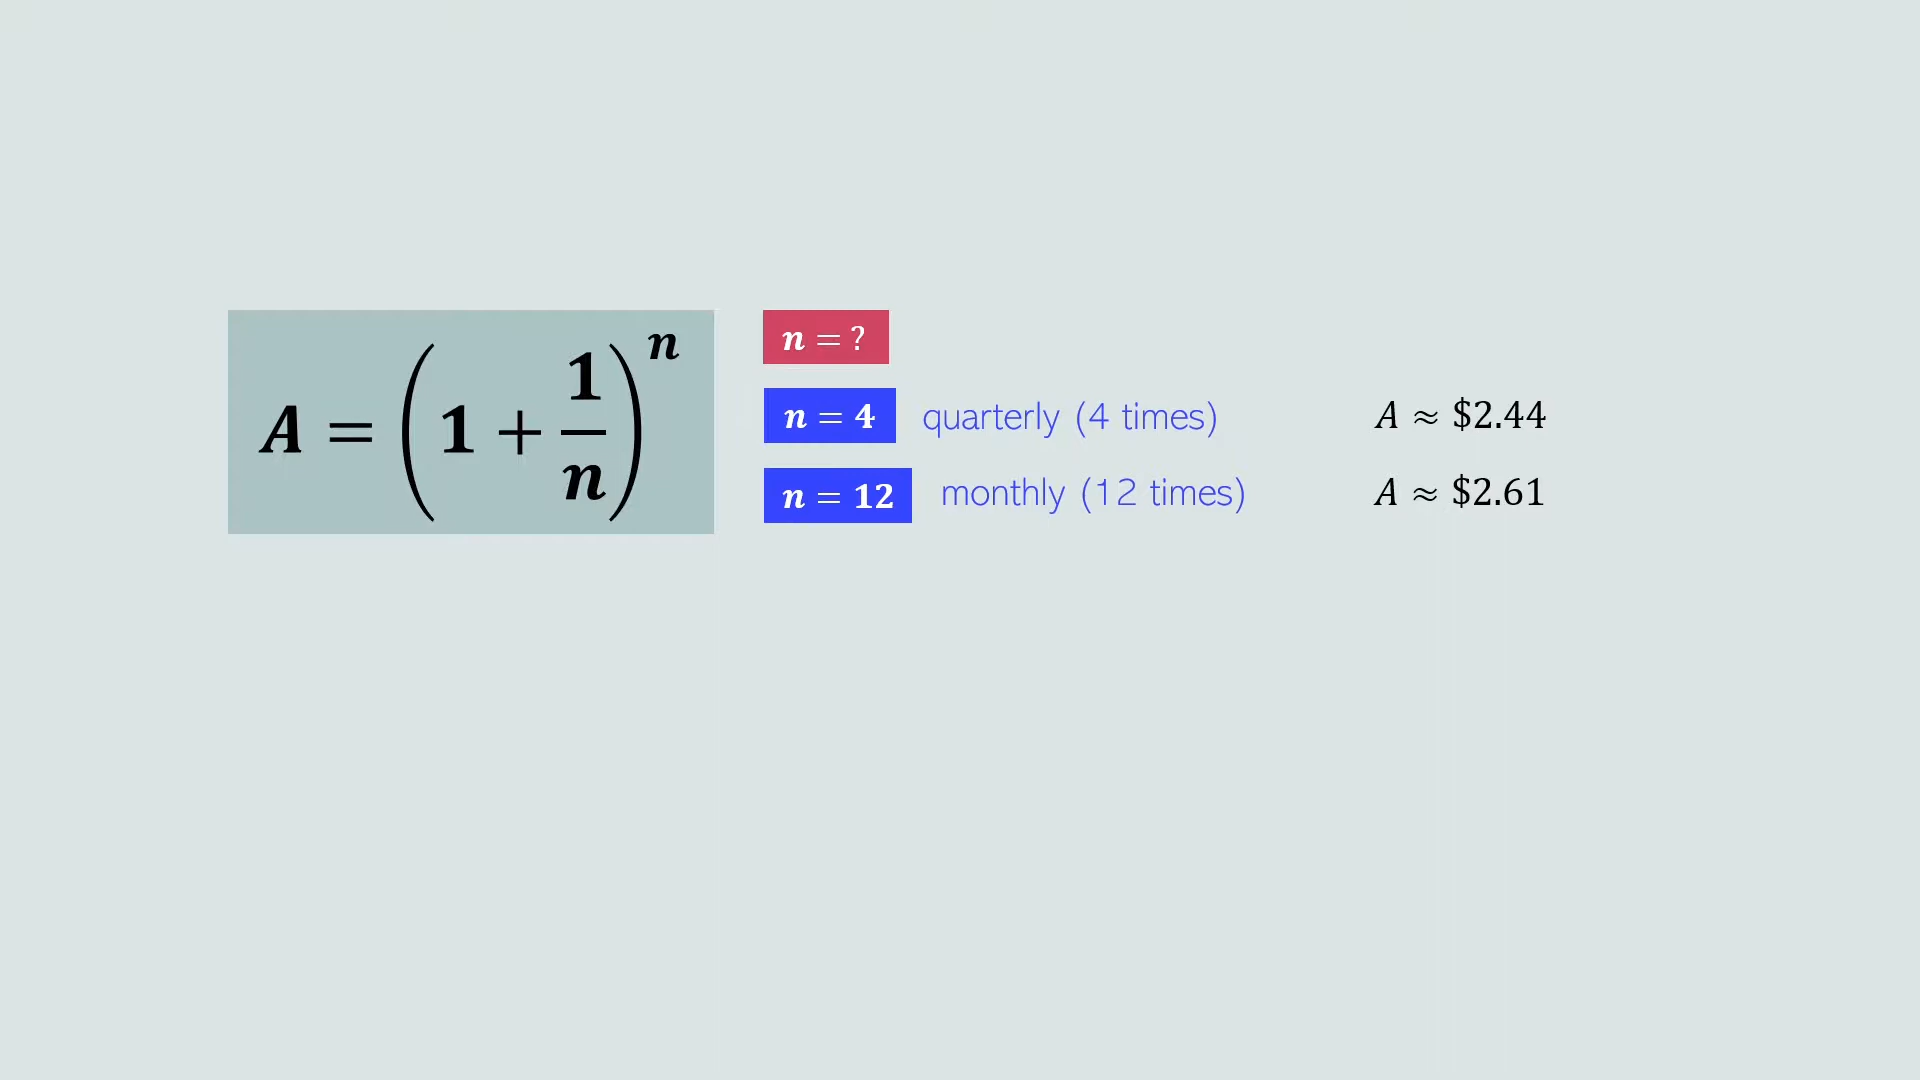 A = (1 + 1/n)^n
n = ?
n = 4 quarterly (4 times) A ≈ $2.44
n = 12 monthly (12 times) A ≈ $2.61